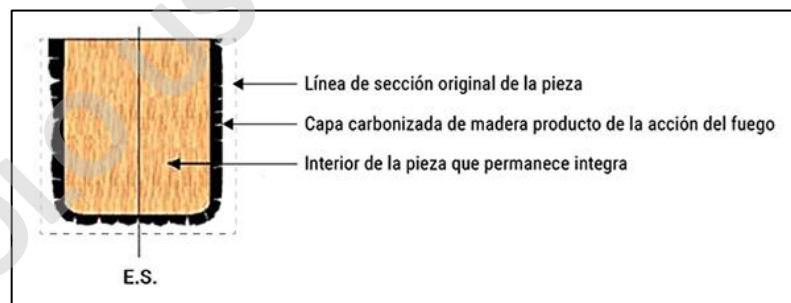 Línea de sección original de la pieza
Capa carbonizada de madera producto de la acción del fuego
Interior de la pieza que permanece integra
E.S.